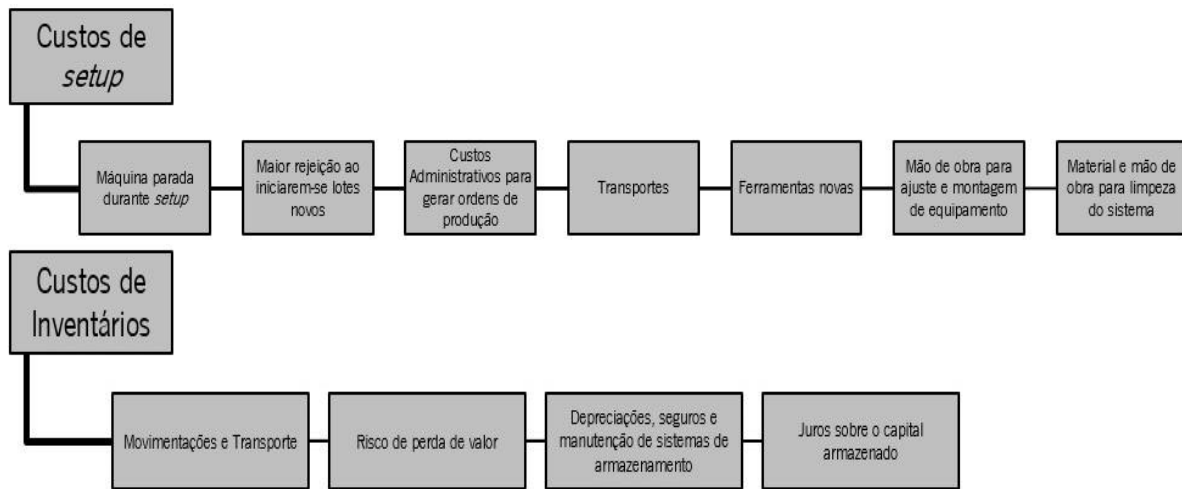 Custos de
setup
Máquina parada
durante setup
Maior rejeição ao
iniciarem-se lotes
novos
Custos
Administrativos para
gerar ordens de
produção
Transportes
Ferramentas novas
Mão de obra para
ajuste e montagem
de equipamento
Material e mão de
obra para limpeza
do sistema
Custos de
Inventários
Movimentações e Transporte
Risco de perda de valor
Depreciações, seguros e
manutenção de sistemas de
armazenamento
Juros sobre o capital
armazenado